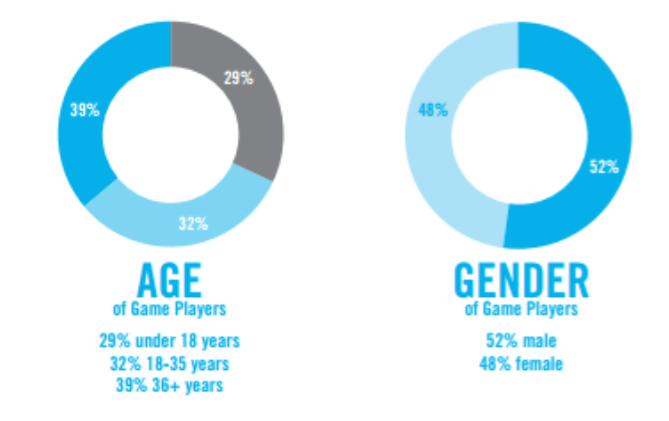 29%
39%
32%
AGE
of Game Players
29% under 18 years
32% 18-35 years
39% 36+ years
48%
52%
GENDER
of Game Players
52% male
48% female